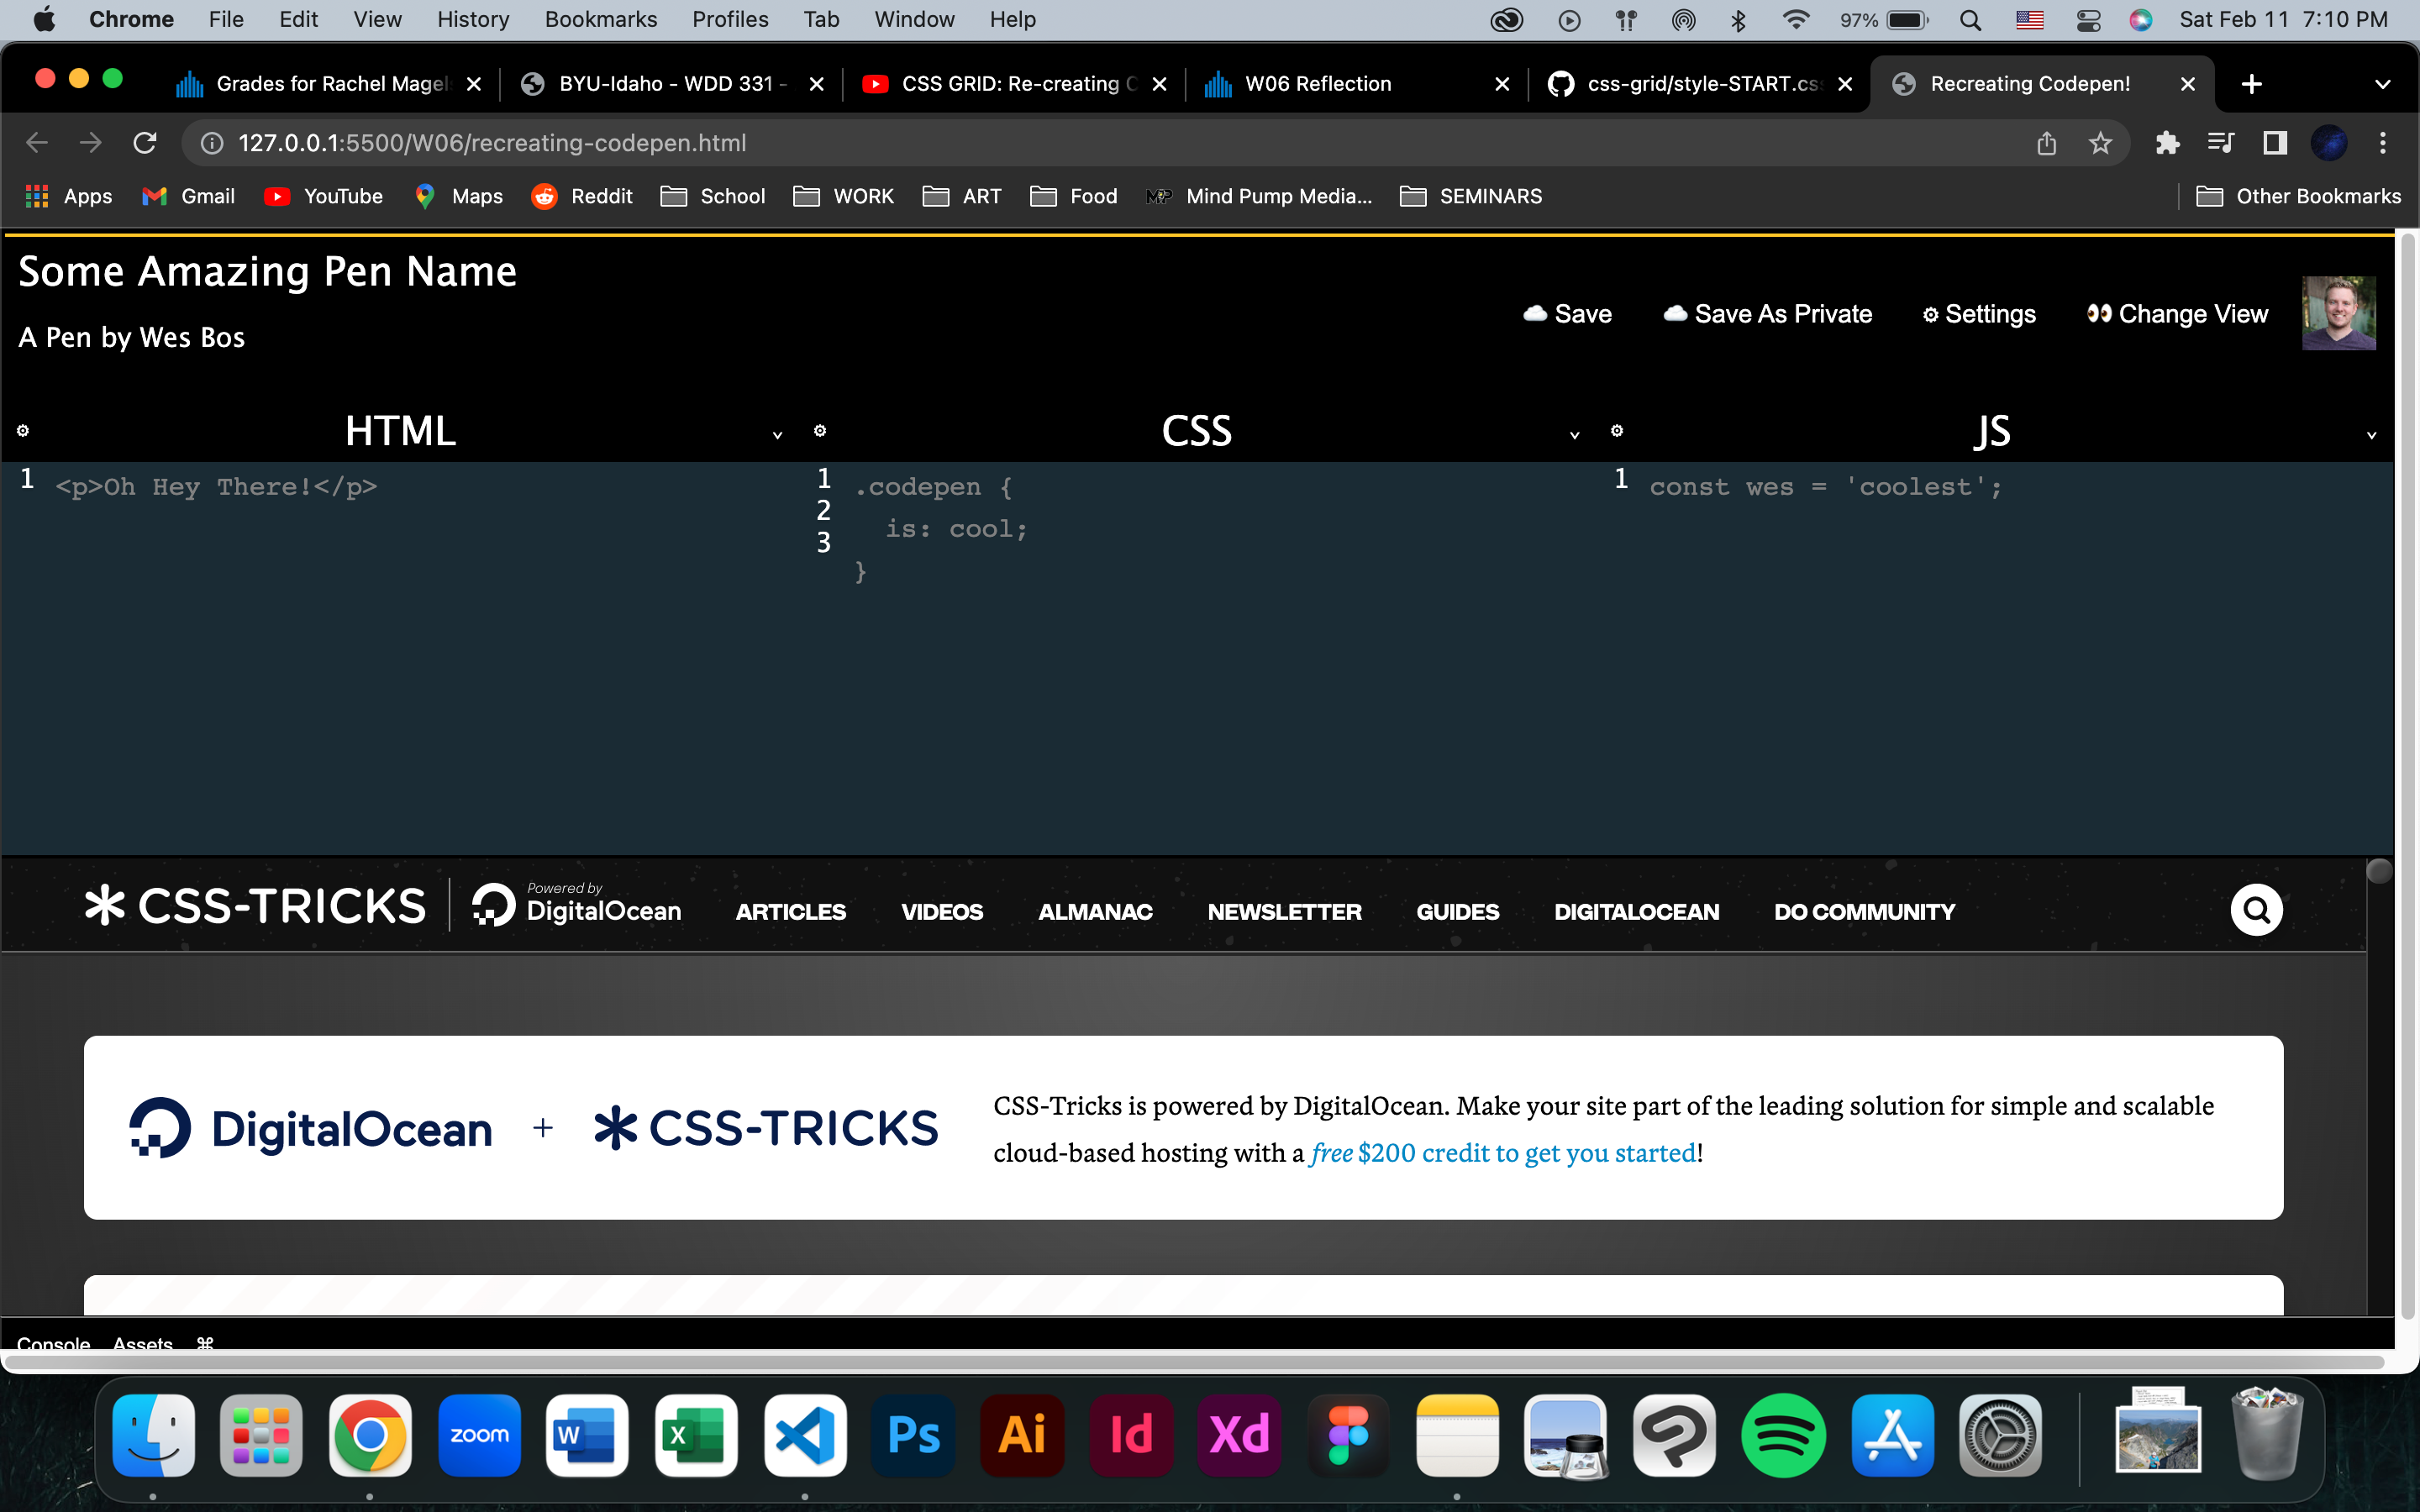 Chrome File Edit View History Bookmarks Profiles Tab Window Help 97% Sat Feb 11 7:10 PM
Grades for Rachel Magel BYU-Idaho - WDD 331 - CSS GRID: Re-creating C W06 Reflection css-grid/style-START.css Recreating Codepen!
127.0.0.1:5500/W06/recreating-codepen.html
Apps Gmail YouTube Maps Reddit School WORK ART Food MP Mind Pump Media... SEMINARS Other Bookmarks
Some Amazing Pen Name
A Pen by Wes Bos
☁️ Save ☁️ Save As Private ⚙ Settings 👀 Change View
⚙ HTML ⌄ ⚙ CSS ⌄ ⚙ JS ⌄
1 <p>Oh Hey There!</p>
1 .codepen {
2 is: cool;
3 }
1 const wes = 'coolest';
CSS-TRICKS Powered by DigitalOcean ARTICLES VIDEOS ALMANAC NEWSLETTER GUIDES DIGITALOCEAN DO COMMUNITY
DigitalOcean + CSS-TRICKS
CSS-Tricks is powered by DigitalOcean. Make your site part of the leading solution for simple and scalable
cloud-based hosting with a free $200 credit to get you started!
Console Assets ⌘
zoom W X Ps Ai Id Xd